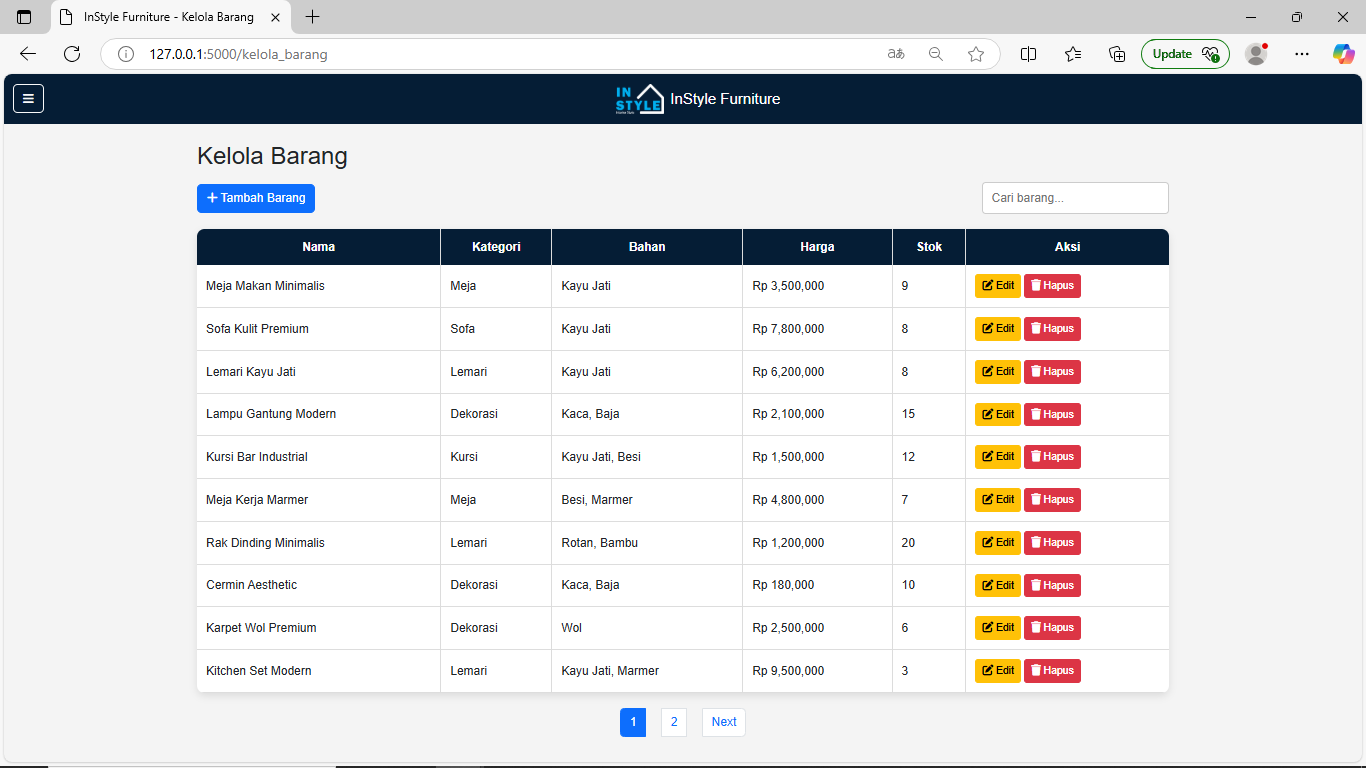 InStyle Furniture - Kelola Barang
127.0.0.1:5000/kelola_barang
Update
IN STYLE
InStyle Furniture
Kelola Barang
Tambah Barang
Cari barang...
Nama Kategori Bahan Harga Stok Aksi
Meja Makan Minimalis Meja Kayu Jati Rp 3,500,000 9 Edit Hapus
Sofa Kulit Premium Sofa Kayu Jati Rp 7,800,000 8 Edit Hapus
Lemari Kayu Jati Lemari Kayu Jati Rp 6,200,000 8 Edit Hapus
Lampu Gantung Modern Dekorasi Kaca, Baja Rp 2,100,000 15 Edit Hapus
Kursi Bar Industrial Kursi Kayu Jati, Besi Rp 1,500,000 12 Edit Hapus
Meja Kerja Marmer Meja Besi, Marmer Rp 4,800,000 7 Edit Hapus
Rak Dinding Minimalis Lemari Rotan, Bambu Rp 1,200,000 20 Edit Hapus
Cermin Aesthetic Dekorasi Kaca, Baja Rp 180,000 10 Edit Hapus
Karpet Wol Premium Dekorasi Wol Rp 2,500,000 6 Edit Hapus
Kitchen Set Modern Lemari Kayu Jati, Marmer Rp 9,500,000 3 Edit Hapus
1 2 Next